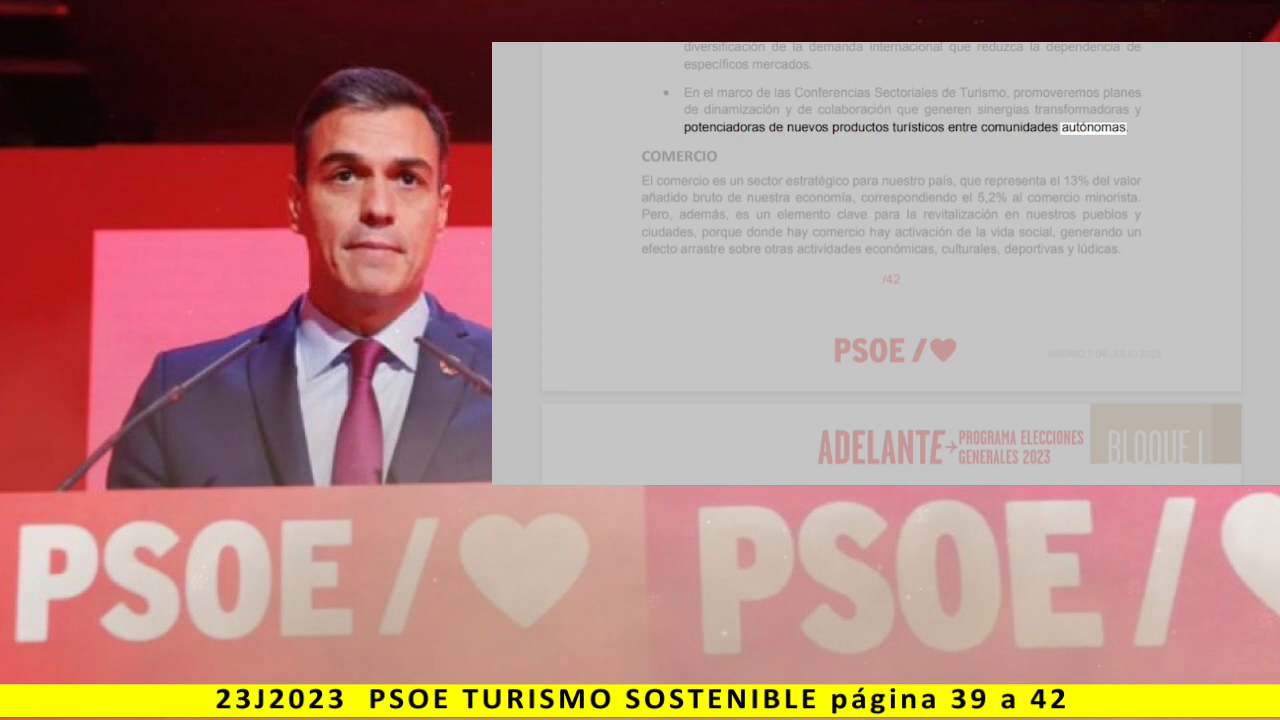 diversificación de la demanda internacional que reduzca la dependencia de
específicos mercados.
• En el marco de las Conferencias Sectoriales de Turismo, promoveremos planes
de dinamización y de colaboración que generen sinergias transformadoras y
potenciadoras de nuevos productos turísticos entre comunidades autónomas.
COMERCIO
El comercio es un sector estratégico para nuestro país, que representa el 13% del valor
añadido bruto de nuestra economía, correspondiendo el 5,2% al comercio minorista.
Pero, además, es un elemento clave para la revitalización en nuestros pueblos y
ciudades, porque donde hay comercio hay activación de la vida social, generando un
efecto arrastre sobre otras actividades económicas, culturales, deportivas y lúdicas.
/42
PSOE /
MADRID 7 DE JULIO 2023
ADELANTE
PROGRAMA ELECCIONES
GENERALES 2023
BLOQUE I
PSOE /
PSOE /
23J2023 PSOE TURISMO SOSTENIBLE página 39 a 42